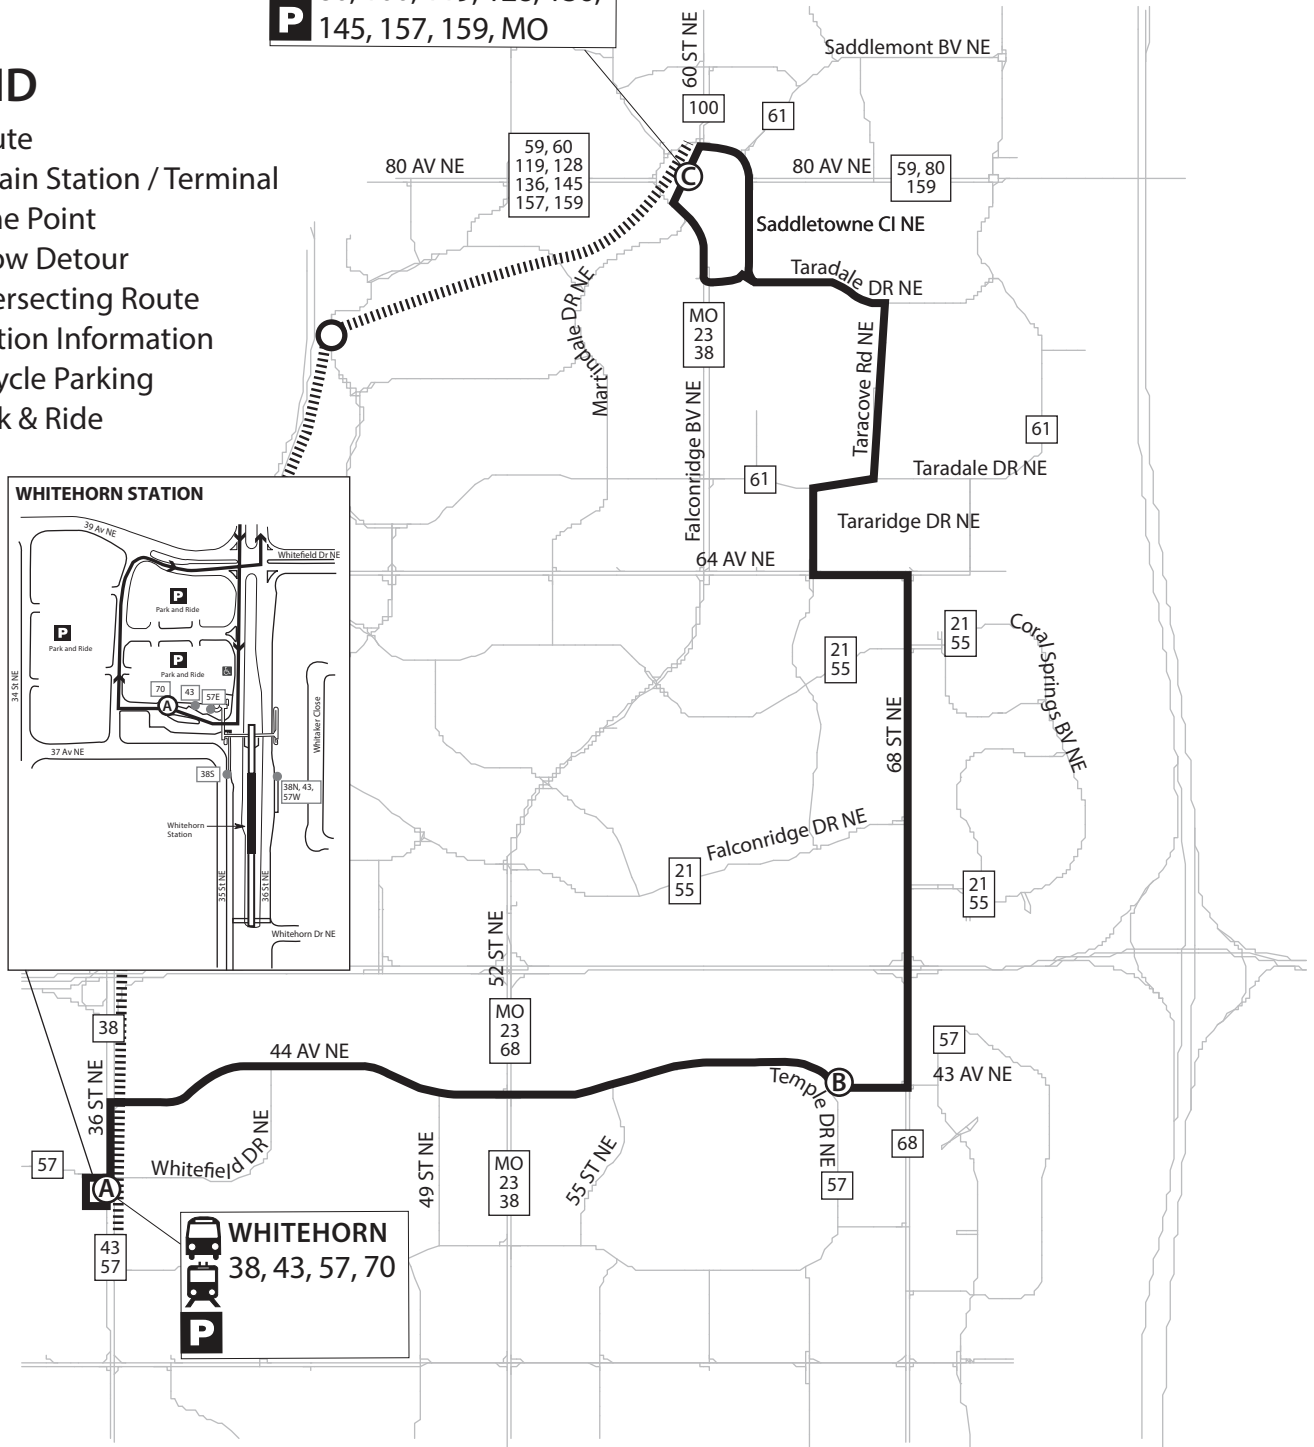 145, 157, 159, MO
60 ST NE
Saddlemont BV NE
100
61
ute
ain Station / Terminal
ne Point
ow Detour
ersecting Route
tion Information
ycle Parking
k & Ride
80 AV NE
59, 60
119, 128
136, 145
157, 159
C
80 AV NE
59, 80
159
Saddletowne CI NE
Taradale DR NE
Martindale DR NE
MO
23
38
Taracove Rd NE
Falconridge BV NE
61
61
Taradale DR NE
Tararidge DR NE
64 AV NE
WHITEHORN STATION
39 Av NE
Whitefield Dr NE
P
Park and Ride
P
Park and Ride
P
Park and Ride
34 St NE
70
43
57E
A
Whitaker Close
37 Av NE
38S
38N, 43,
57W
Whitehorn
Station
35 St NE
36 St NE
Whitehorn Dr NE
21
55
21
55
Coral Springs BV NE
68 ST NE
Falconridge DR NE
21
55
21
55
52 ST NE
MO
23
68
38
44 AV NE
36 ST NE
57
43 AV NE
B
Temple DR NE
68
57
Whitefield DR NE
49 ST NE
MO
23
38
55 ST NE
57
A
43
57
WHITEHORN
38, 43, 57, 70
P
P